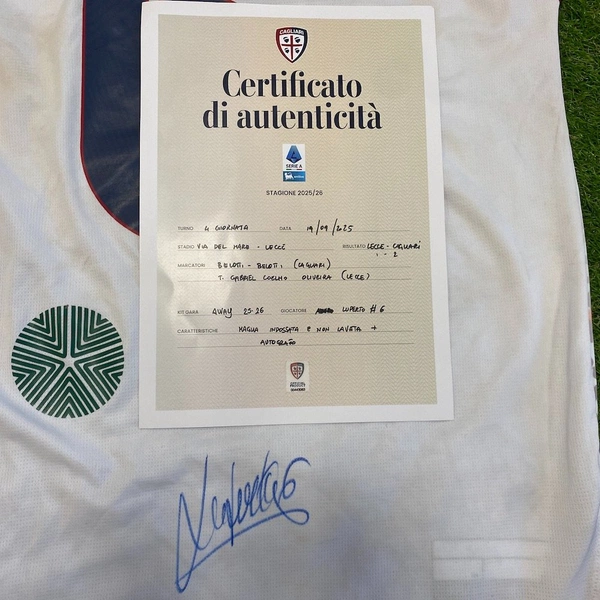 CAGLIARI
Certificato
di autenticità
SERIE A
enilive
STAGIONE 2025/26
TURNO 4 GIORNATA DATA 19/09/2025
STADIO VIA DEL MARE - LECCE RISULTATO LECCE - CAGLIARI
1 - 2
MARCATORI BELOTTI - BELOTTI (CAGLIARI)
T. GABRIEL COELHO OLIVEIRA (LECCE)
KIT GARA AWAY 25-26 GIOCATORE LUPERTO #6
CARATTERISTICHE MAGLIA INDOSSATA E NON LAVATA +
AUTOGRAFO